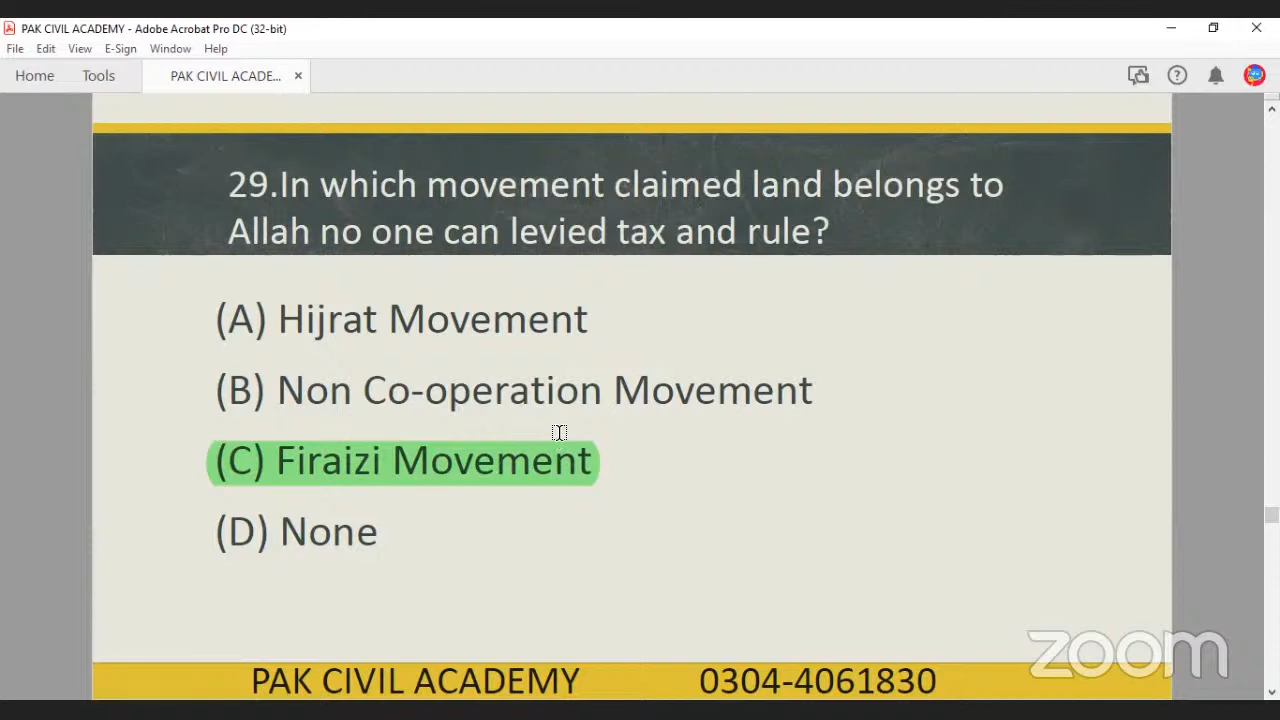 PAK CIVIL ACADEMY - Adobe Acrobat Pro DC (32-bit)
File Edit View E-Sign Window Help
Home Tools PAK CIVIL ACADE... ×
29.In which movement claimed land belongs to
Allah no one can levied tax and rule?
(A) Hijrat Movement
(B) Non Co-operation Movement
(C) Firaizi Movement
(D) None
zoom
PAK CIVIL ACADEMY 0304-4061830